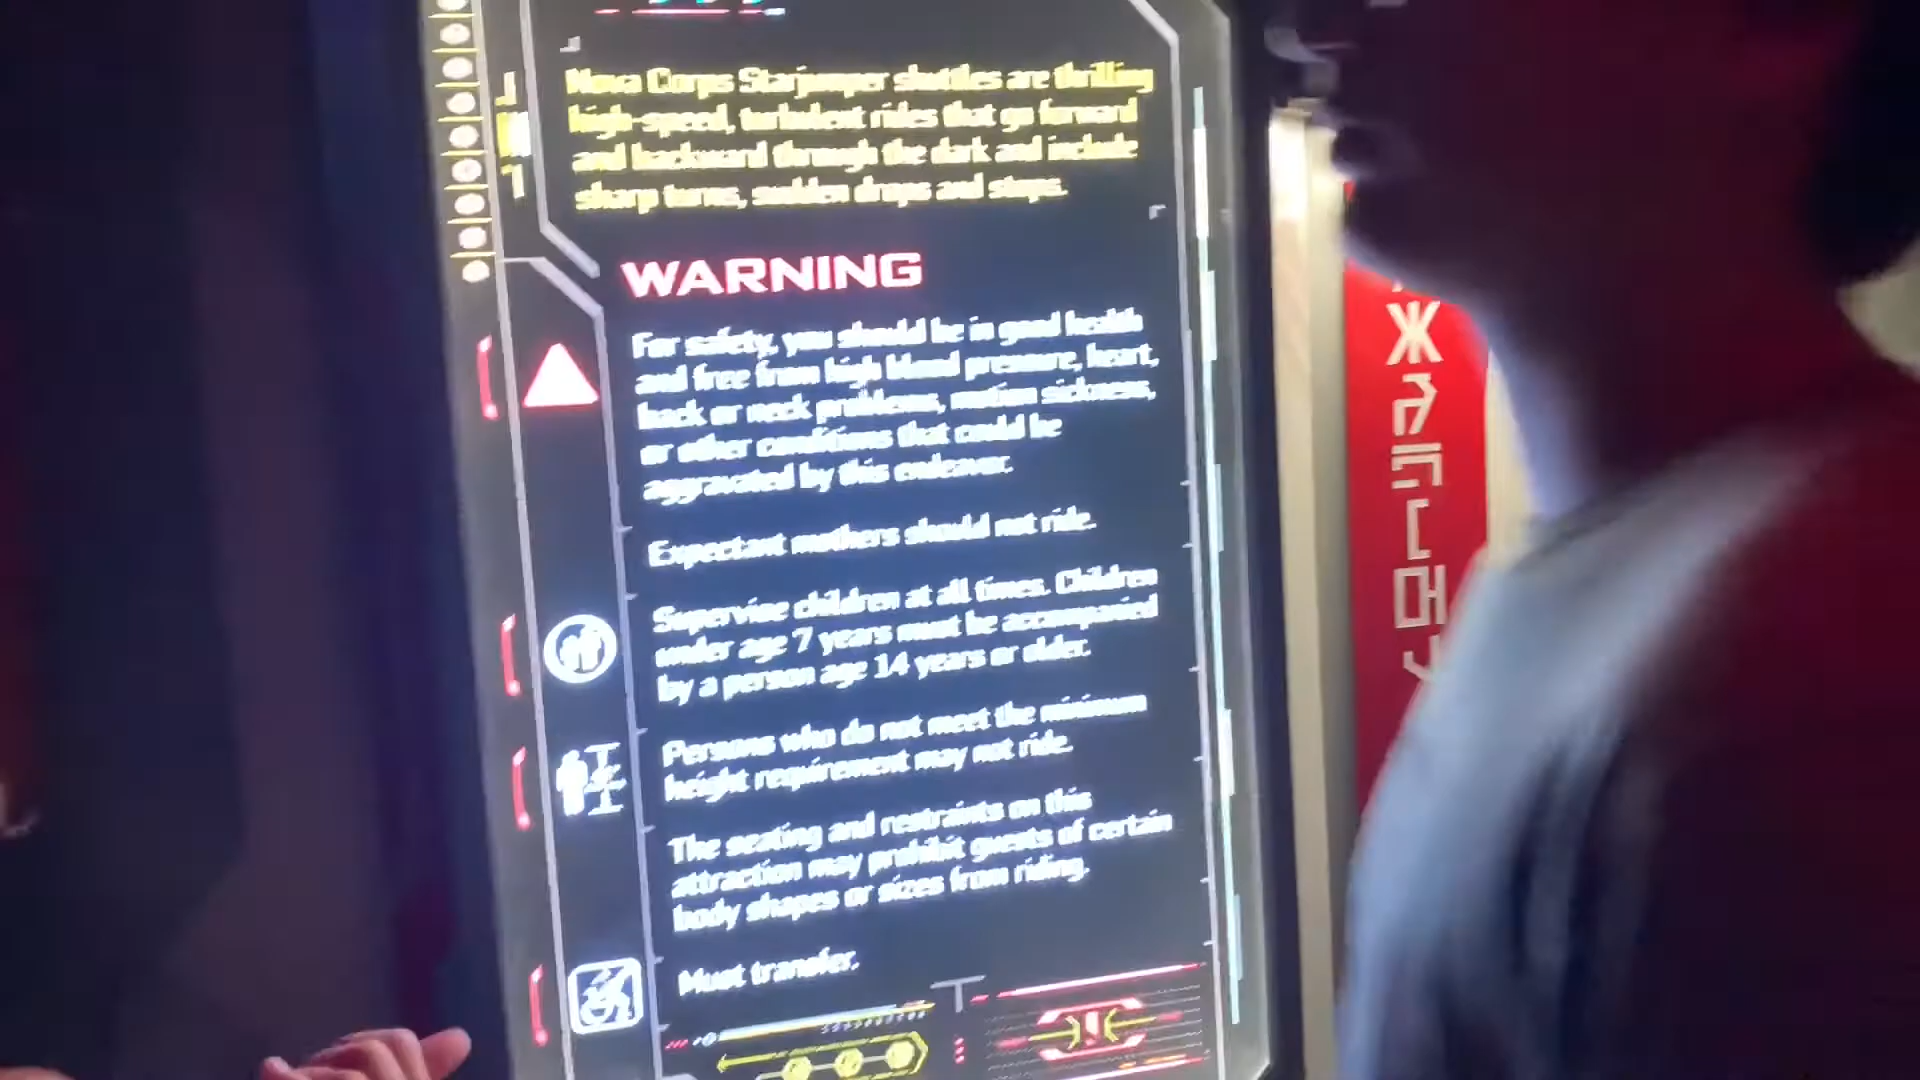 Nova Corps Starjumper shuttles are thrilling
high-speed, turbulent rides that go forward
and backward through the dark and include
sharp turns, sudden drops and stops.
WARNING
For safety, you should be in good health
and free from high blood pressure, heart,
back or neck problems, motion sickness,
or other conditions that could be
aggravated by this endeavor.
Expectant mothers should not ride.
Supervise children at all times. Children
under age 7 years must be accompanied
by a person age 14 years or older.
Persons who do not meet the minimum
height requirement may not ride.
The seating and restraints on this
attraction may prohibit guests of certain
body shapes or sizes from riding.
Must transfer.